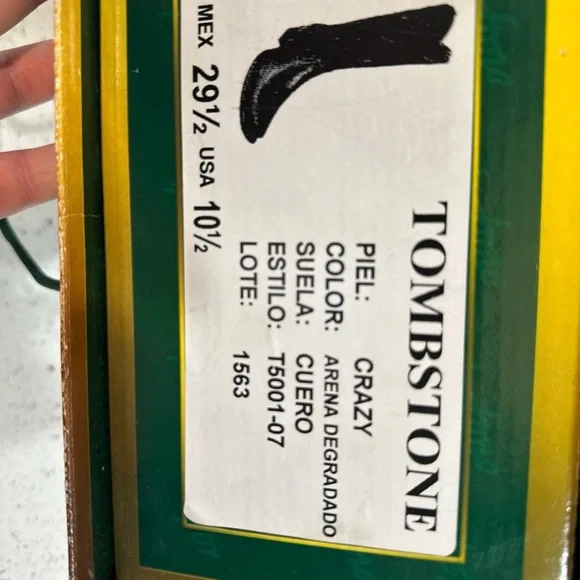 TOMBSTONE
PIEL: CRAZY
COLOR: ARENA DEGRADADO
SUELA: CUERO
ESTILO: T5001-07
LOTE: 1563
MEX 29½ USA 10½